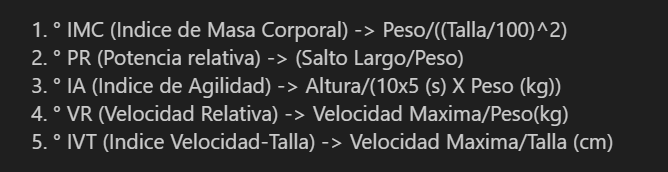 1. ° IMC (Indice de Masa Corporal) -> Peso/((Talla/100)^2)
2. ° PR (Potencia relativa) -> (Salto Largo/Peso)
3. ° IA (Indice de Agilidad) -> Altura/(10x5 (s) X Peso (kg))
4. ° VR (Velocidad Relativa) -> Velocidad Maxima/Peso(kg)
5. ° IVT (Indice Velocidad-Talla) -> Velocidad Maxima/Talla (cm)